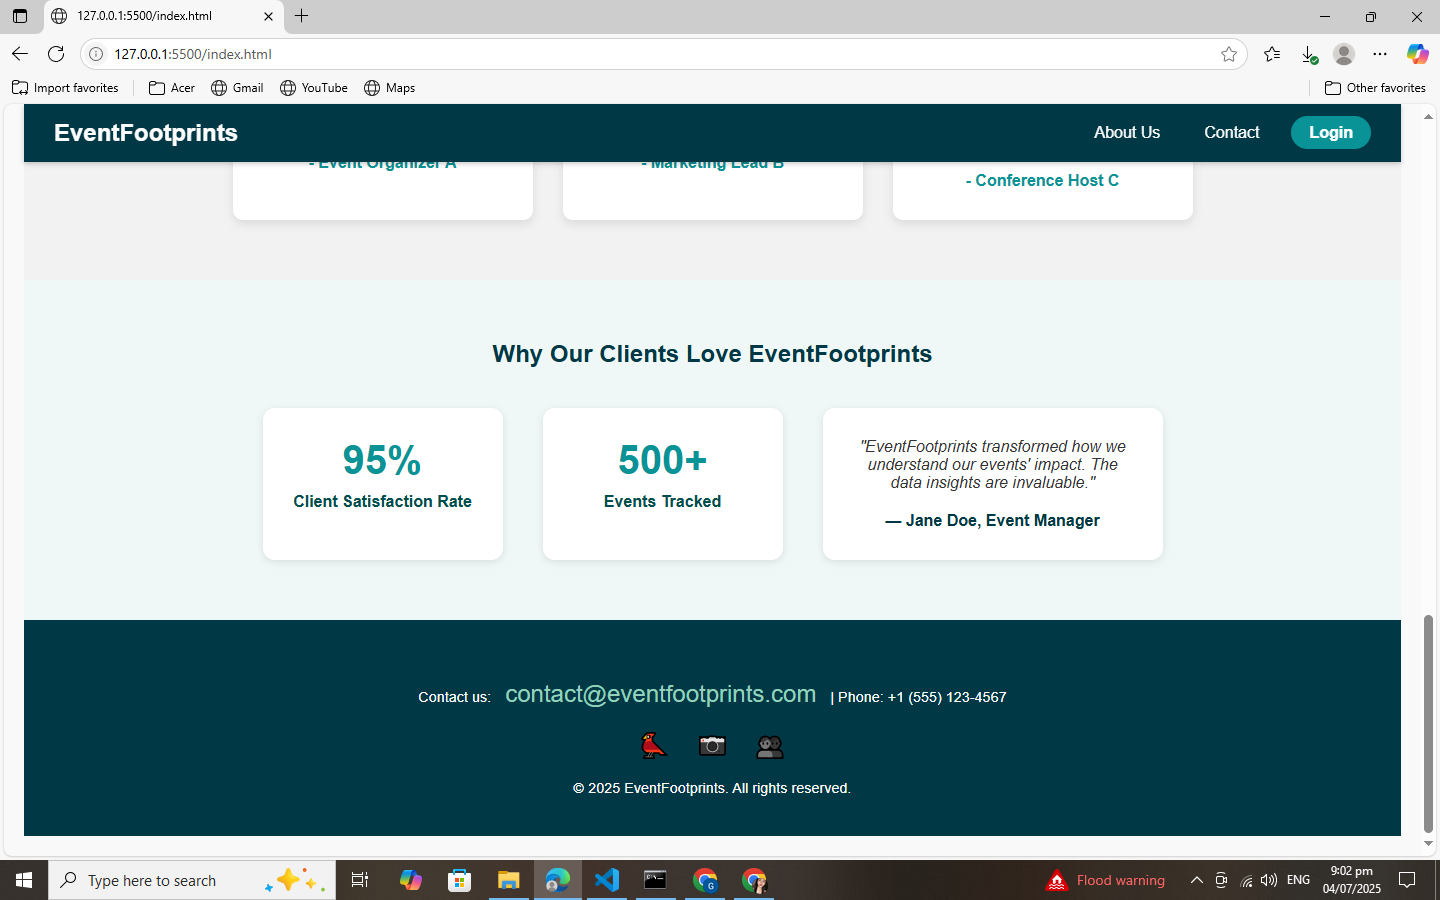 127.0.0.1:5500/index.html
127.0.0.1:5500/index.html
Import favorites
Acer
Gmail
YouTube
Maps
Other favorites
EventFootprints
About Us
Contact
Login
- Event Organizer A
- Marketing Lead B
- Conference Host C
Why Our Clients Love EventFootprints
95%
Client Satisfaction Rate
500+
Events Tracked
"EventFootprints transformed how we
understand our events' impact. The
data insights are invaluable."
— Jane Doe, Event Manager
Contact us: contact@eventfootprints.com | Phone: +1 (555) 123-4567
© 2025 EventFootprints. All rights reserved.
Type here to search
Flood warning
ENG
9:02 pm
04/07/2025